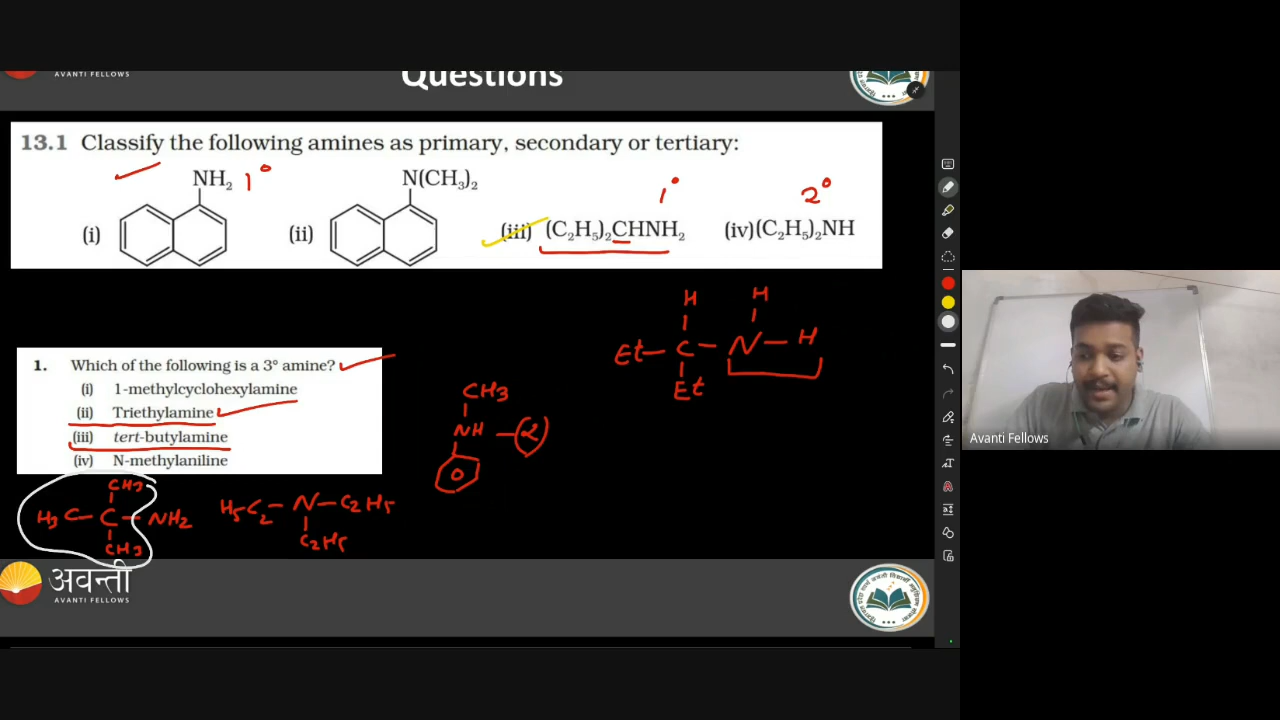 AVANTI FELLOWS
Questions
13.1 Classify the following amines as primary, secondary or tertiary:
NH₂ 1°
N(CH₃)₂
1°
2°
(i)
(ii)
(iii) (C₂H₅)₂CHNH₂
(iv)(C₂H₅)₂NH
H H
Et–C–N–H
Et
1. Which of the following is a 3° amine?
(i) 1-methylcyclohexylamine
(ii) Triethylamine
(iii) tert-butylamine
(iv) N-methylaniline
CH₃
NH – (2)
CH₃
H₃C–C–NH₂
CH₃
H₅C₂–N–C₂H₅
C₂H₅
Avanti Fellows
अवन्ती
AVANTI FELLOWS